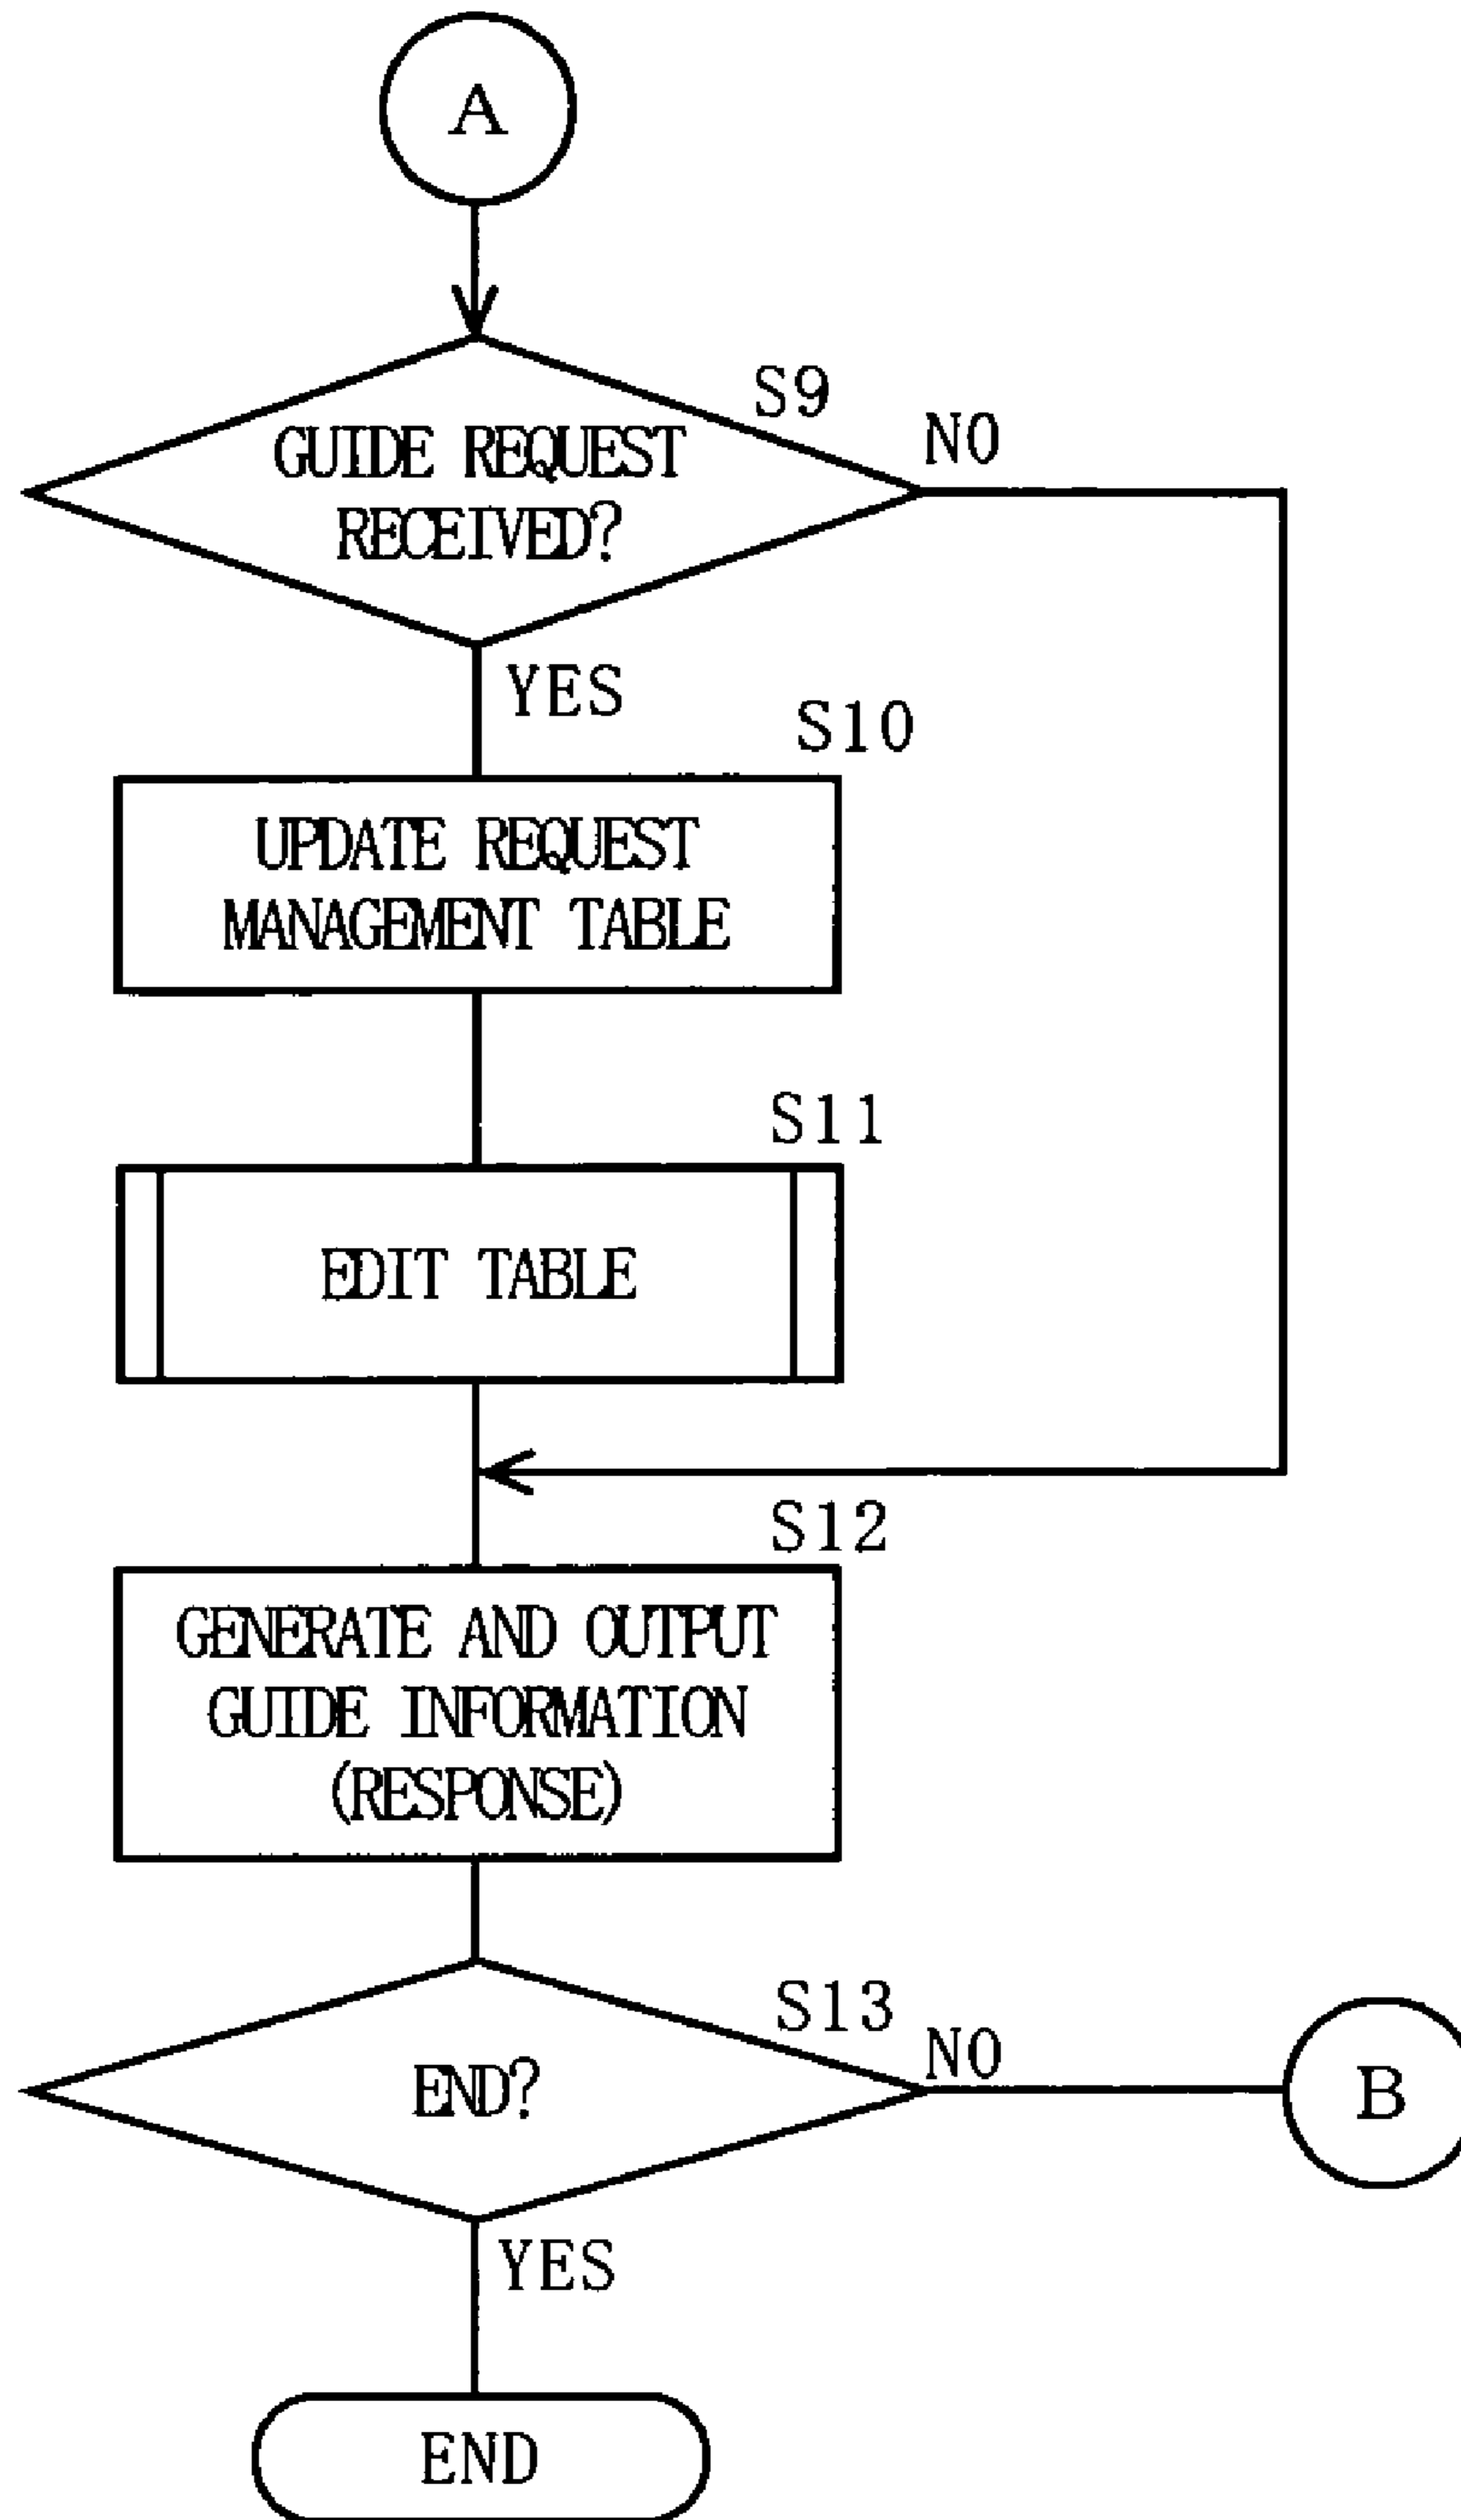 A
S9
NO
GUIDE REQUEST
RECEIVED?
YES
S10
UPDATE REQUEST
MANAGEMENT TABLE
S11
EDIT TABLE
S12
GENERATE AND OUTPUT
GUIDE INFORMATION
(RESPONSE)
S13
NO
END?
B
YES
END